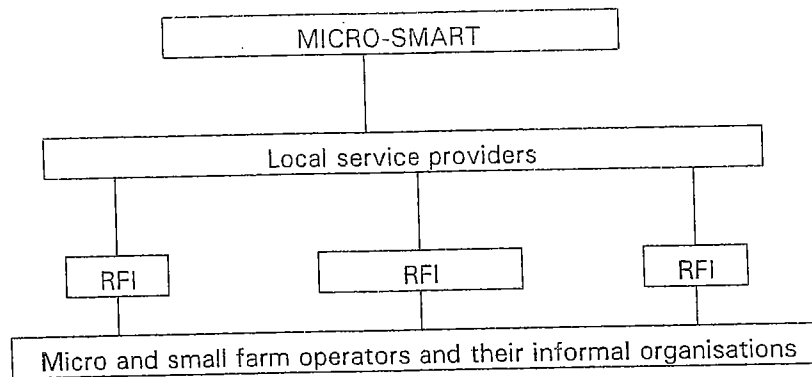 MICRO-SMART
Local service providers
RFI RFI RFI
Micro and small farm operators and their informal organisations